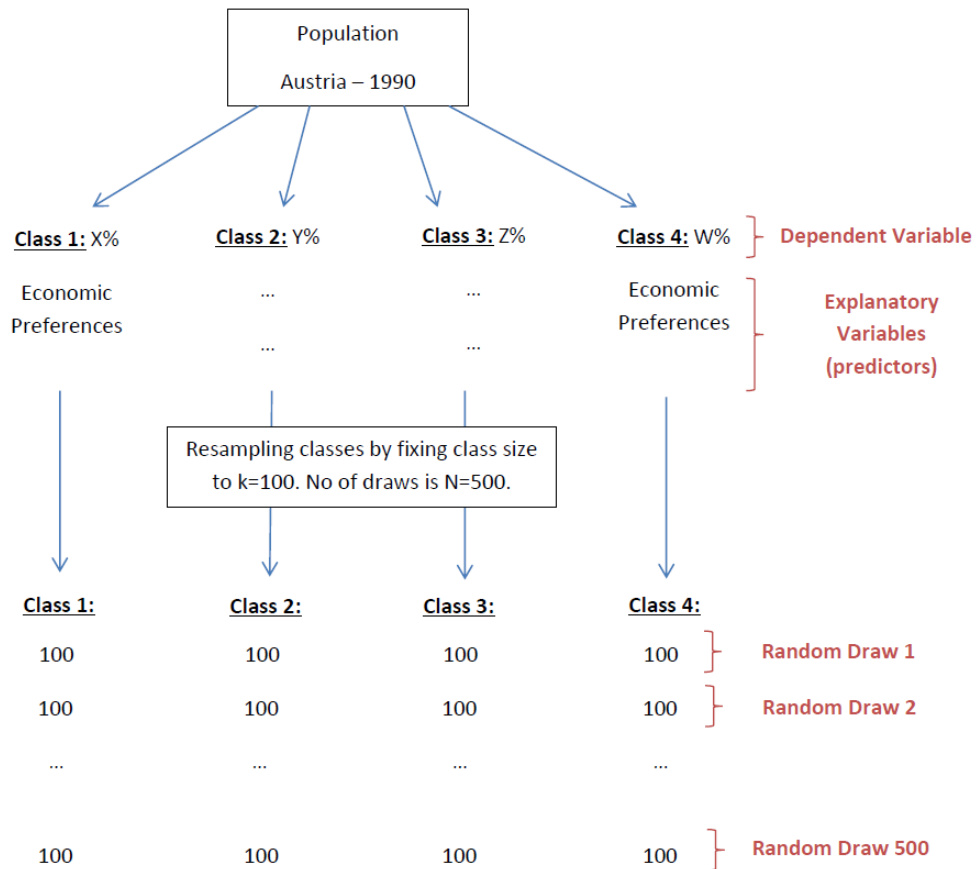 Population
Austria – 1990
Class 1: X%
Class 2: Y%
Class 3: Z%
Class 4: W%
Dependent Variable
Economic
Preferences
...
...
...
...
Economic
Preferences
Explanatory
Variables
(predictors)
Resampling classes by fixing class size
to k=100. No of draws is N=500.
Class 1:
Class 2:
Class 3:
Class 4:
100
100
100
100
Random Draw 1
100
100
100
100
Random Draw 2
...
...
...
...
100
100
100
100
Random Draw 500